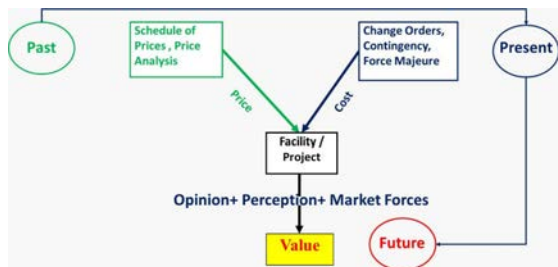 Past
Schedule of
Prices , Price
Analysis
Change Orders,
Contingency,
Force Majeure
Present
Price
Cost
Facility /
Project
Opinion+ Perception+ Market Forces
Value
Future